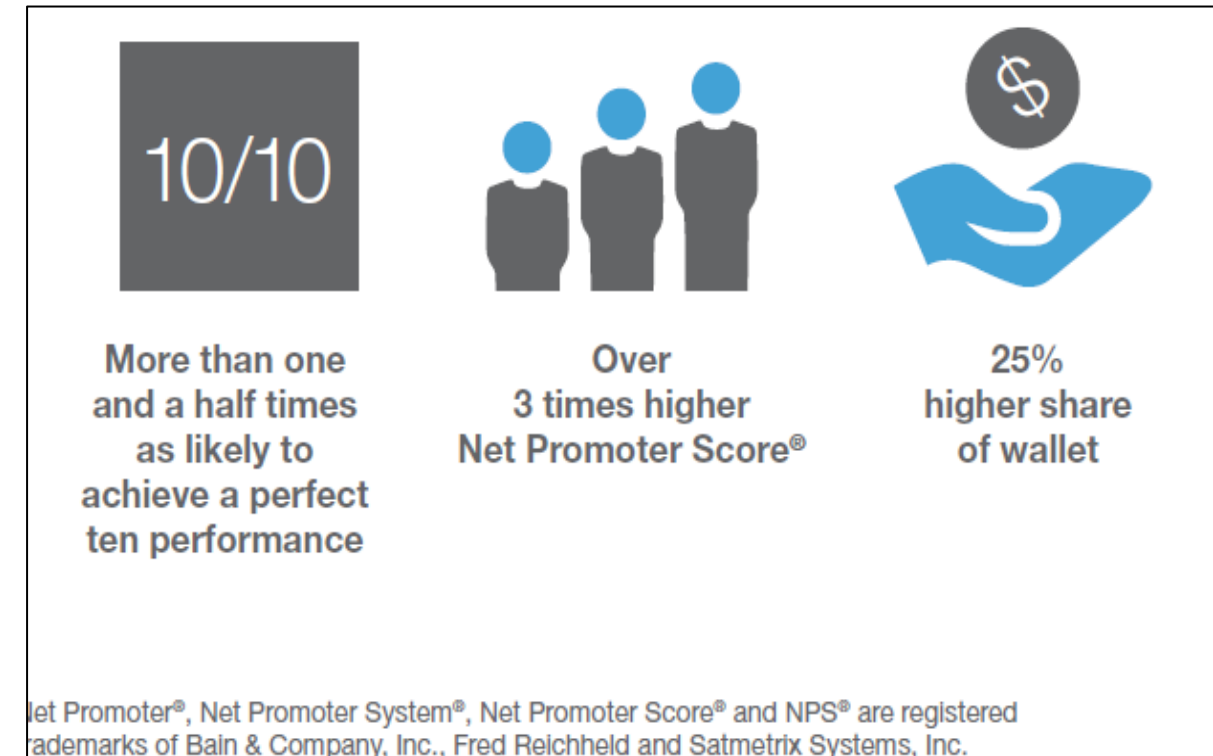 10/10
$
More than one
and a half times
as likely to
achieve a perfect
ten performance
Over
3 times higher
Net Promoter Score®
25%
higher share
of wallet
et Promoter®, Net Promoter System®, Net Promoter Score® and NPS® are registered
rademarks of Bain & Company, Inc., Fred Reichheld and Satmetrix Systems, Inc.